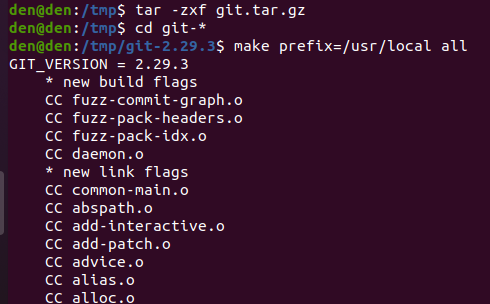 den@den:/tmp$ tar -zxf git.tar.gz
den@den:/tmp$ cd git-*
den@den:/tmp/git-2.29.3$ make prefix=/usr/local all
GIT_VERSION = 2.29.3
    * new build flags
    CC fuzz-commit-graph.o
    CC fuzz-pack-headers.o
    CC fuzz-pack-idx.o
    CC daemon.o
    * new link flags
    CC common-main.o
    CC abspath.o
    CC add-interactive.o
    CC add-patch.o
    CC advice.o
    CC alias.o
    CC alloc.o